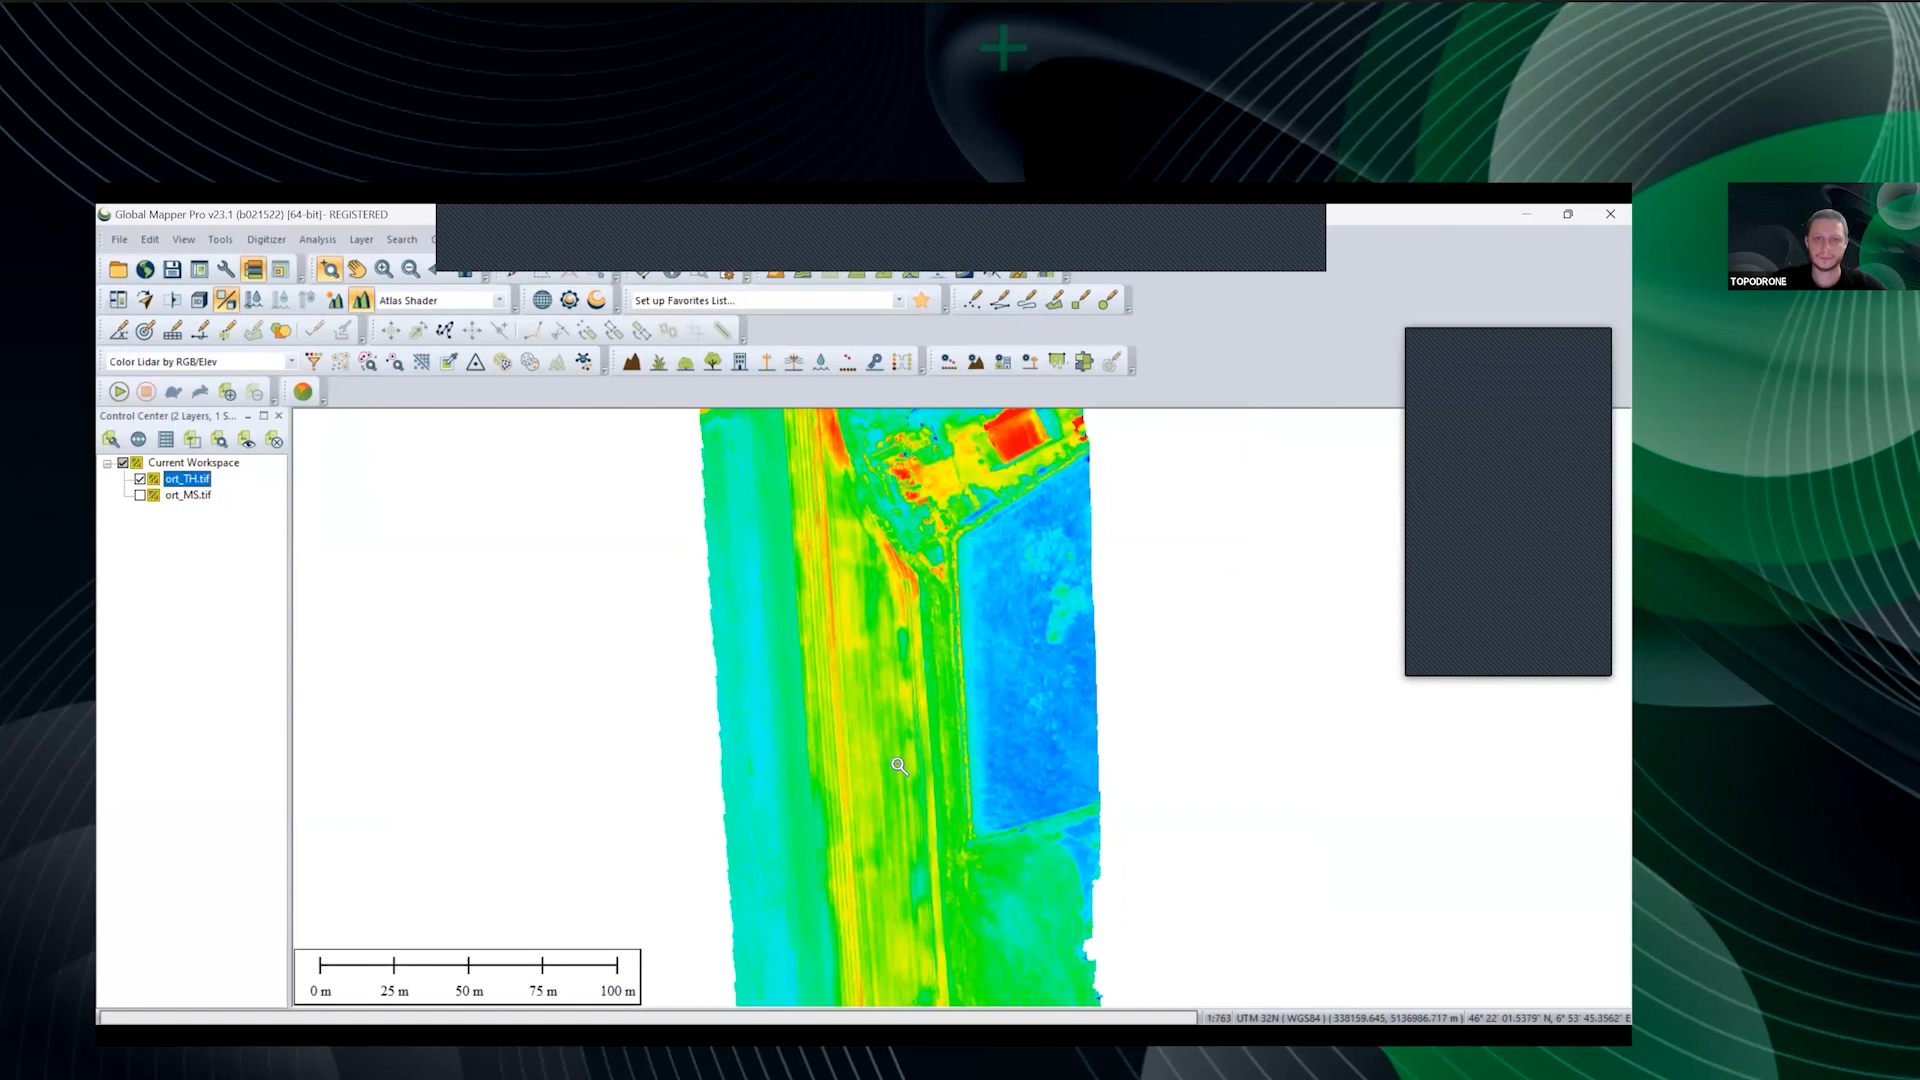 Global Mapper Pro v23.1 (b021522) [64-bit]- REGISTERED
File Edit View Tools Digitizer Analysis Layer Search
Atlas Shader
Set up Favorites List...
Color Lidar by RGB/Elev
Control Center (2 Layers, 1 S...
Current Workspace
ort_TH.tif
ort_MS.tif
0 m 25 m 50 m 75 m 100 m
1:763 UTM 32N ( WGS84 ) ( 338159.645, 5136986.717 m ) 46° 22' 01.5379" N, 6° 53' 45.3562" E
TOPODRONE